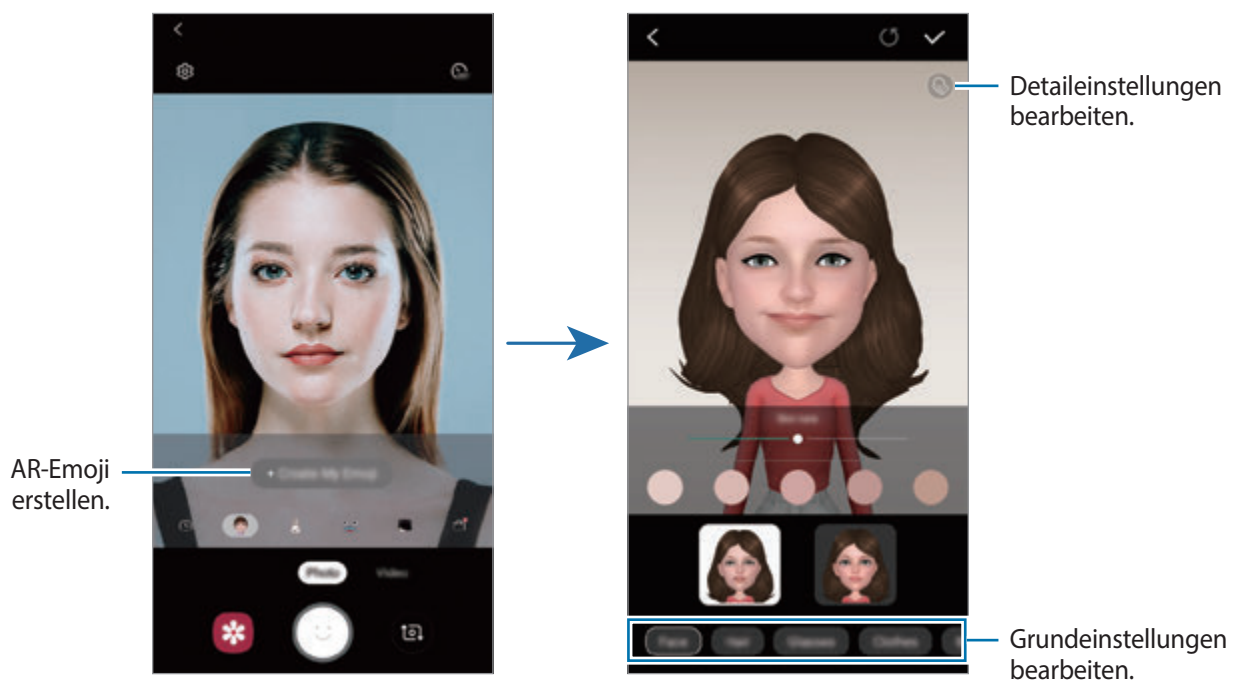 Detaileinstellungen
bearbeiten.
AR-Emoji
erstellen.
+ Create My Emoji
Photo
Video
Face
Hair
Glasses
Clothes
Grundeinstellungen
bearbeiten.